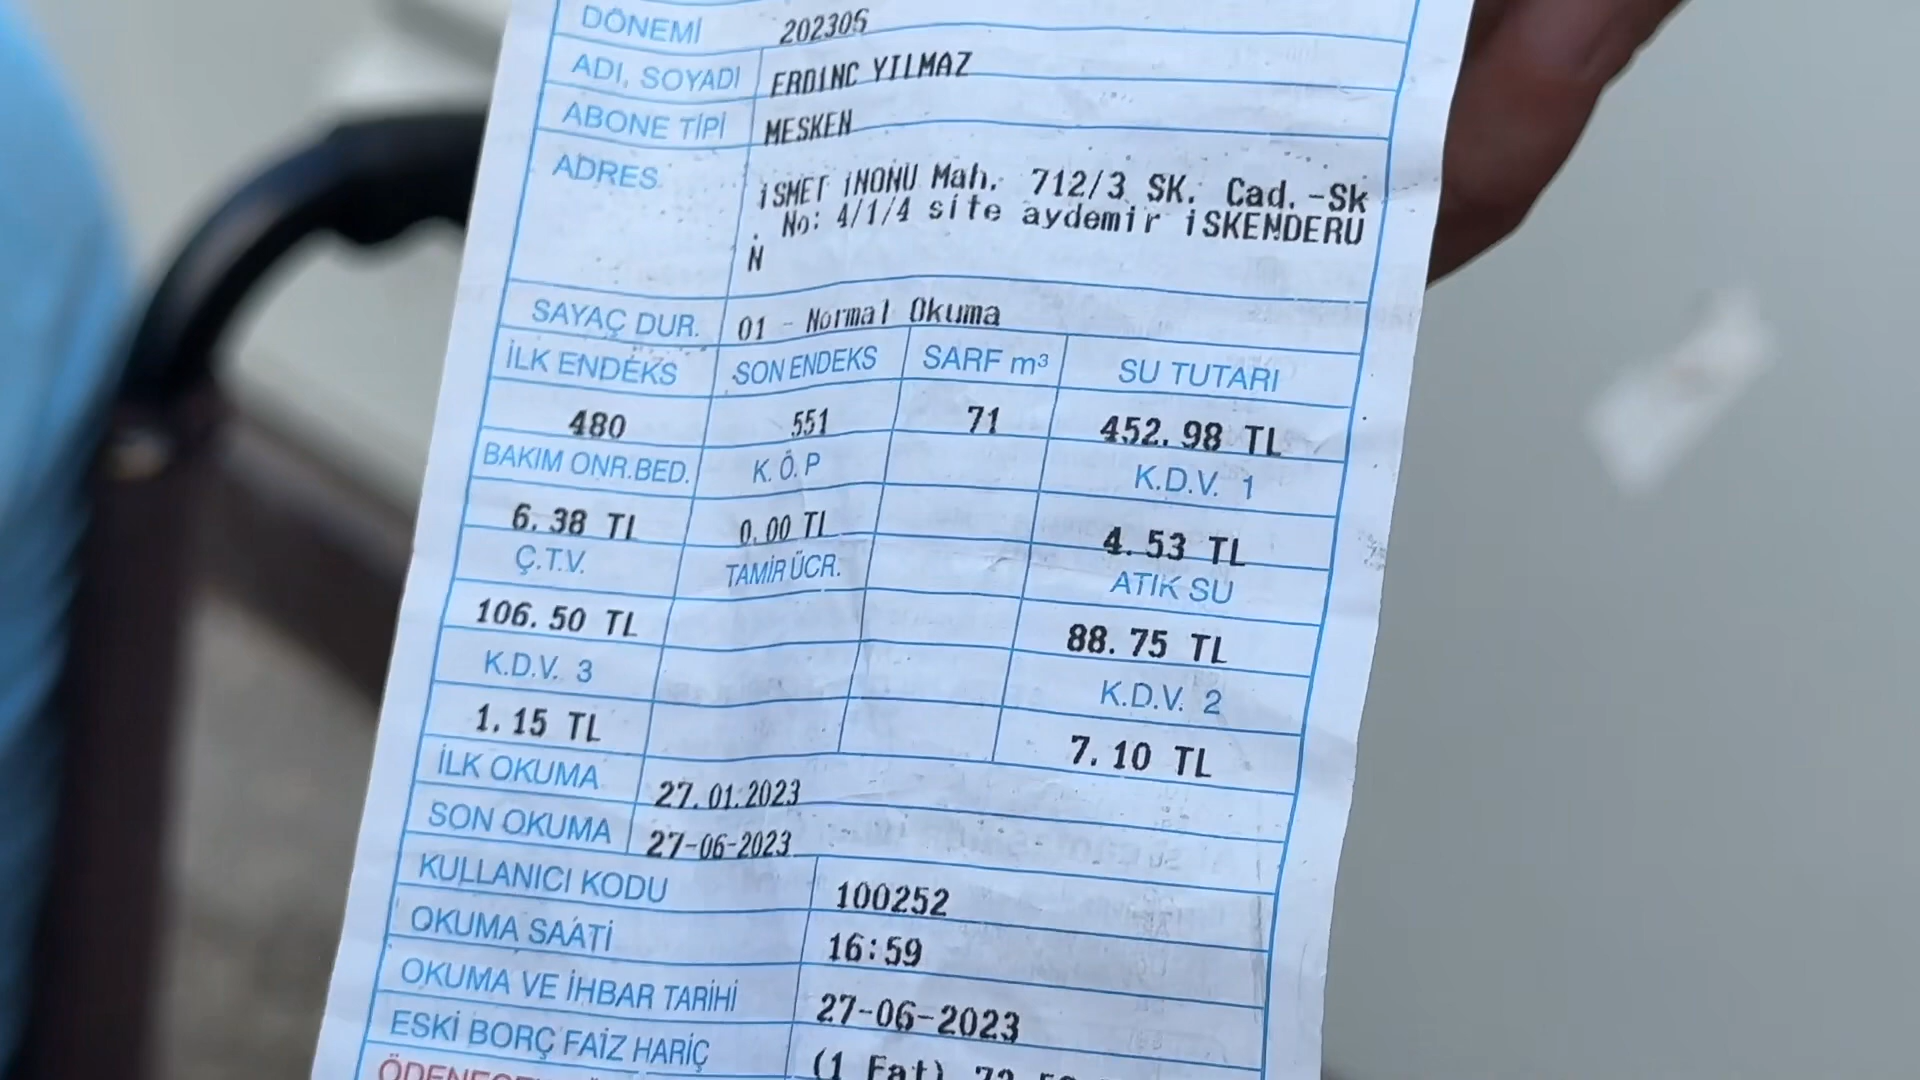 DÖNEMİ 202305
ADI, SOYADI ERDINC YILMAZ
ABONE TİPİ MESKEN
ADRES İSMET İNONU Mah. 712/3 SK. Cad.-Sk
. No: 4/1/4 site aydemir İSKENDERU
N
SAYAÇ DUR. 01 - Normal Okuma
İLK ENDEKS SON ENDEKS SARF m³ SU TUTARI
480 551 71 452.98 TL
BAKIM ONR.BED. K.Ö.P K.D.V. 1
6.38 TL 0.00 TL 4.53 TL
Ç.T.V. TAMİR ÜCR. ATIK SU
106.50 TL 88.75 TL
K.D.V. 3 K.D.V. 2
1.15 TL 7.10 TL
İLK OKUMA 27.01.2023
SON OKUMA 27-06-2023
KULLANICI KODU 100252
OKUMA SAATİ 16:59
OKUMA VE İHBAR TARİHİ 27-06-2023
ESKİ BORÇ FAİZ HARİÇ (1 Fat)